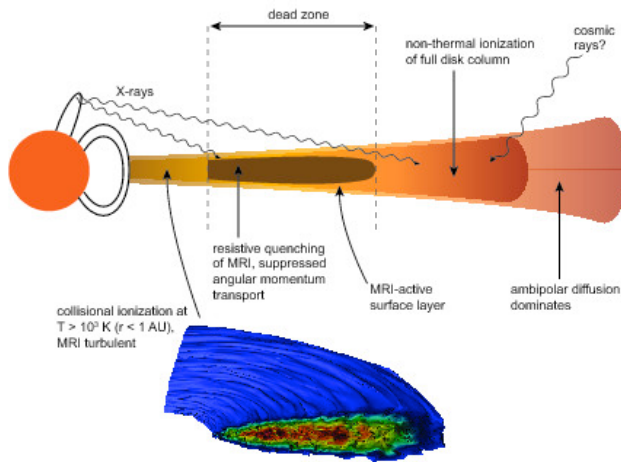 dead zone
cosmic
rays?
non-thermal ionization
of full disk column
X-rays
resistive quenching
of MRI, suppressed
angular momentum
transport
MRI-active
surface layer
ambipolar diffusion
dominates
collisional ionization at
T > 10³ K (r < 1 AU),
MRI turbulent